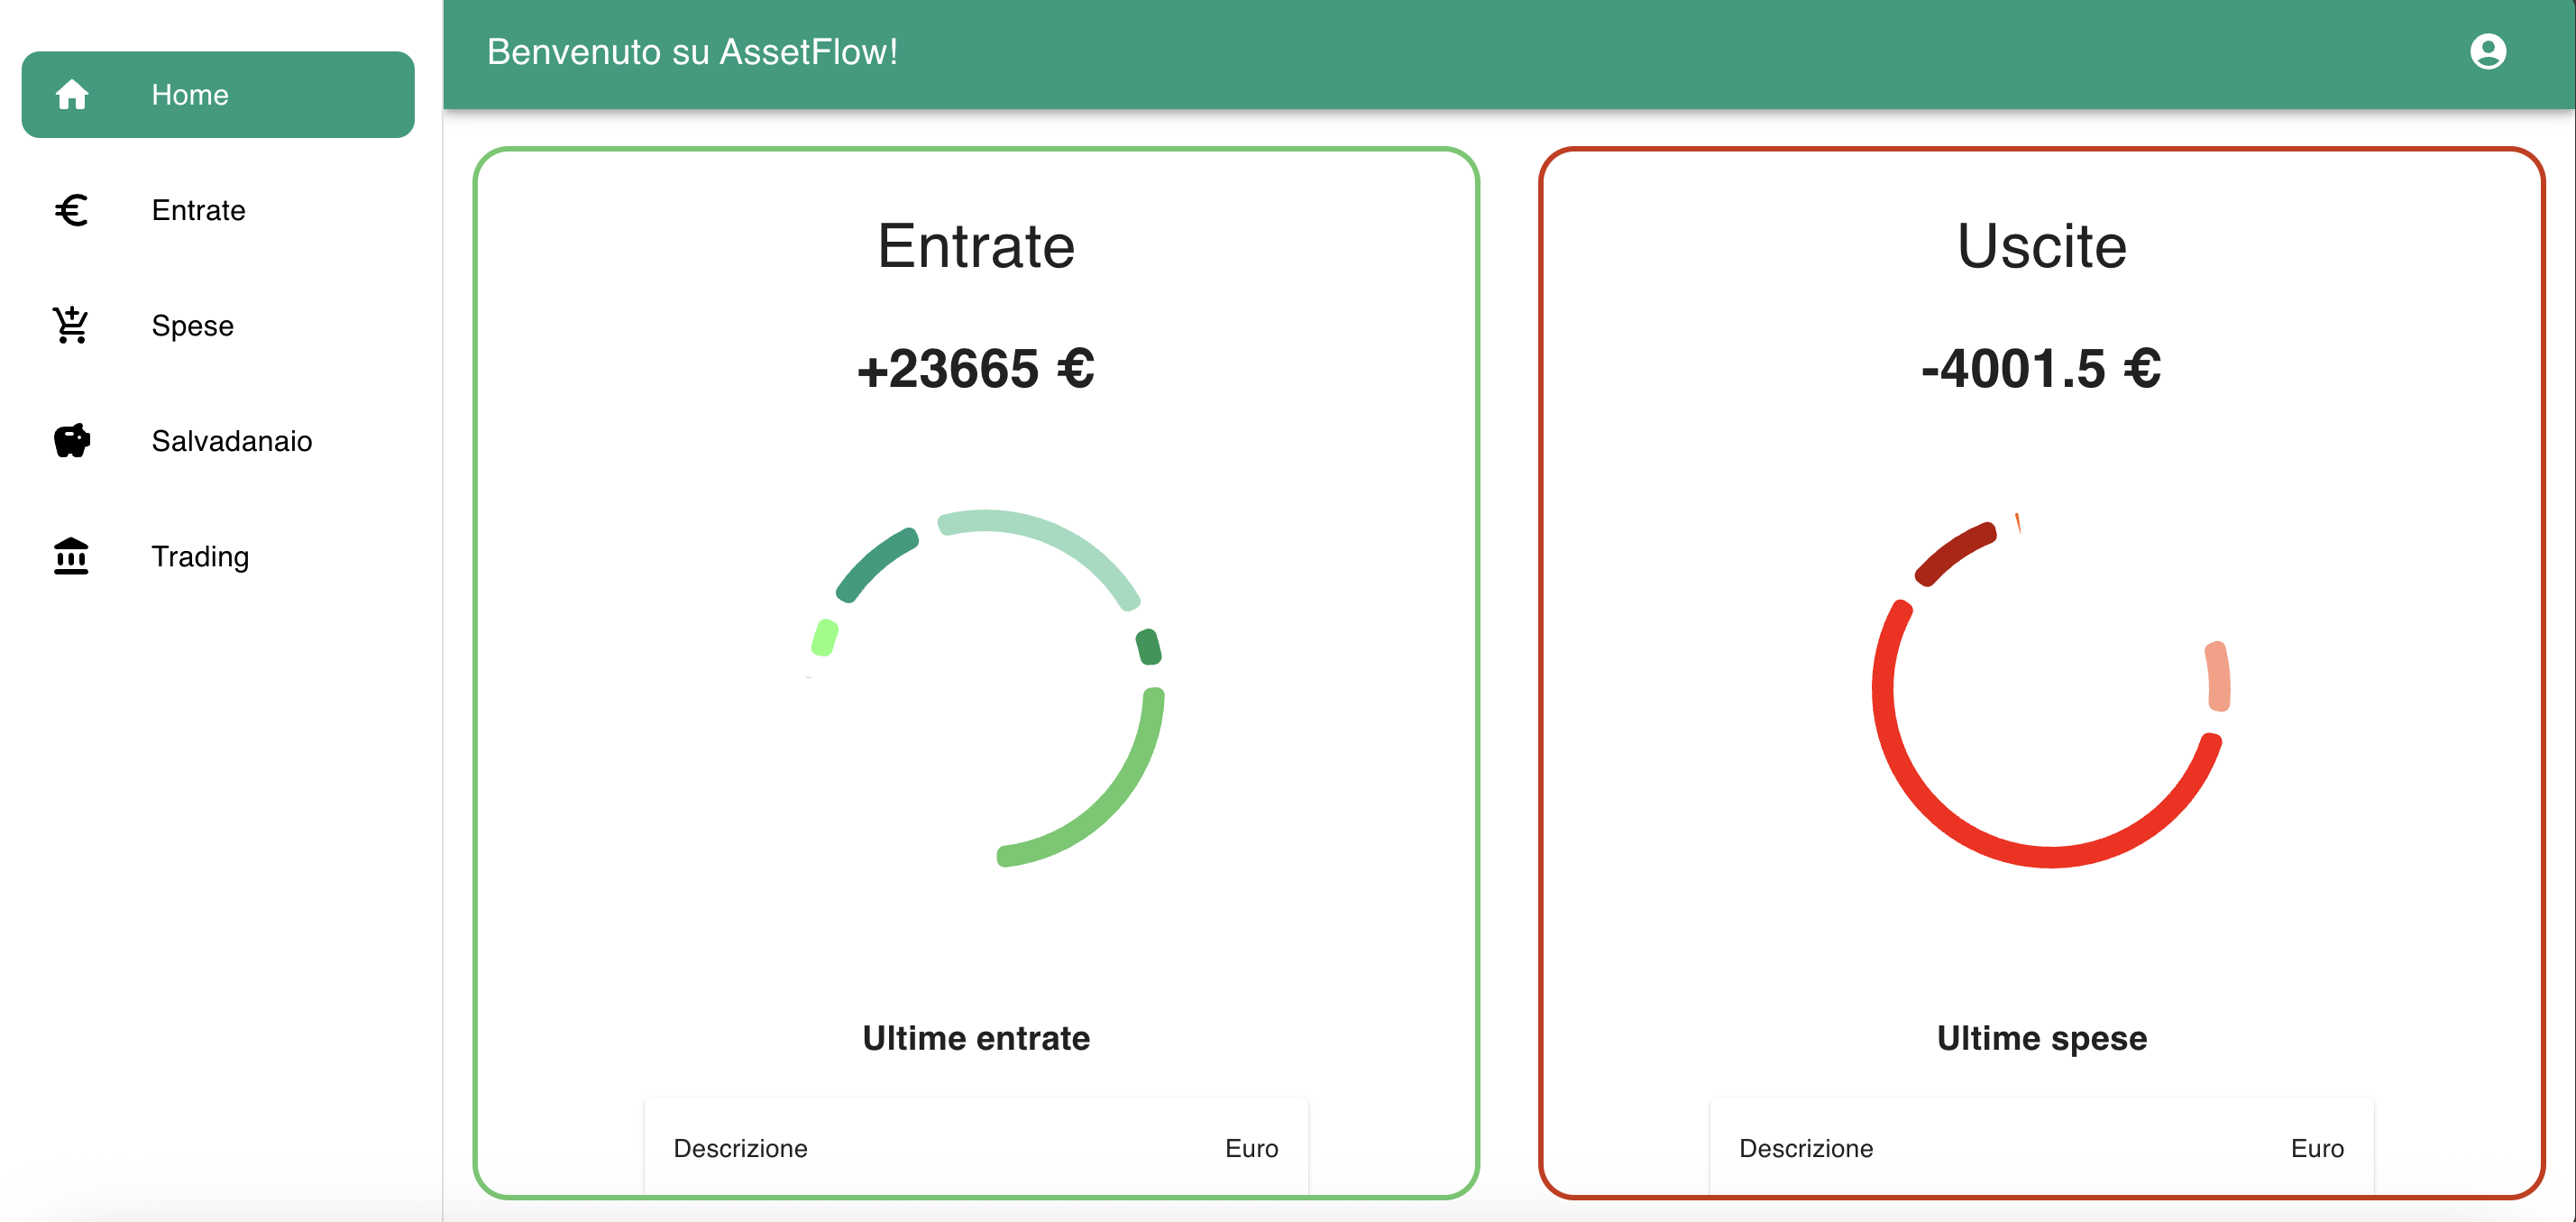 Benvenuto su AssetFlow!
Home
Entrate
Spese
Salvadanaio
Trading
Entrate
+23665 €
Ultime entrate
Descrizione Euro
Uscite
-4001.5 €
Ultime spese
Descrizione Euro